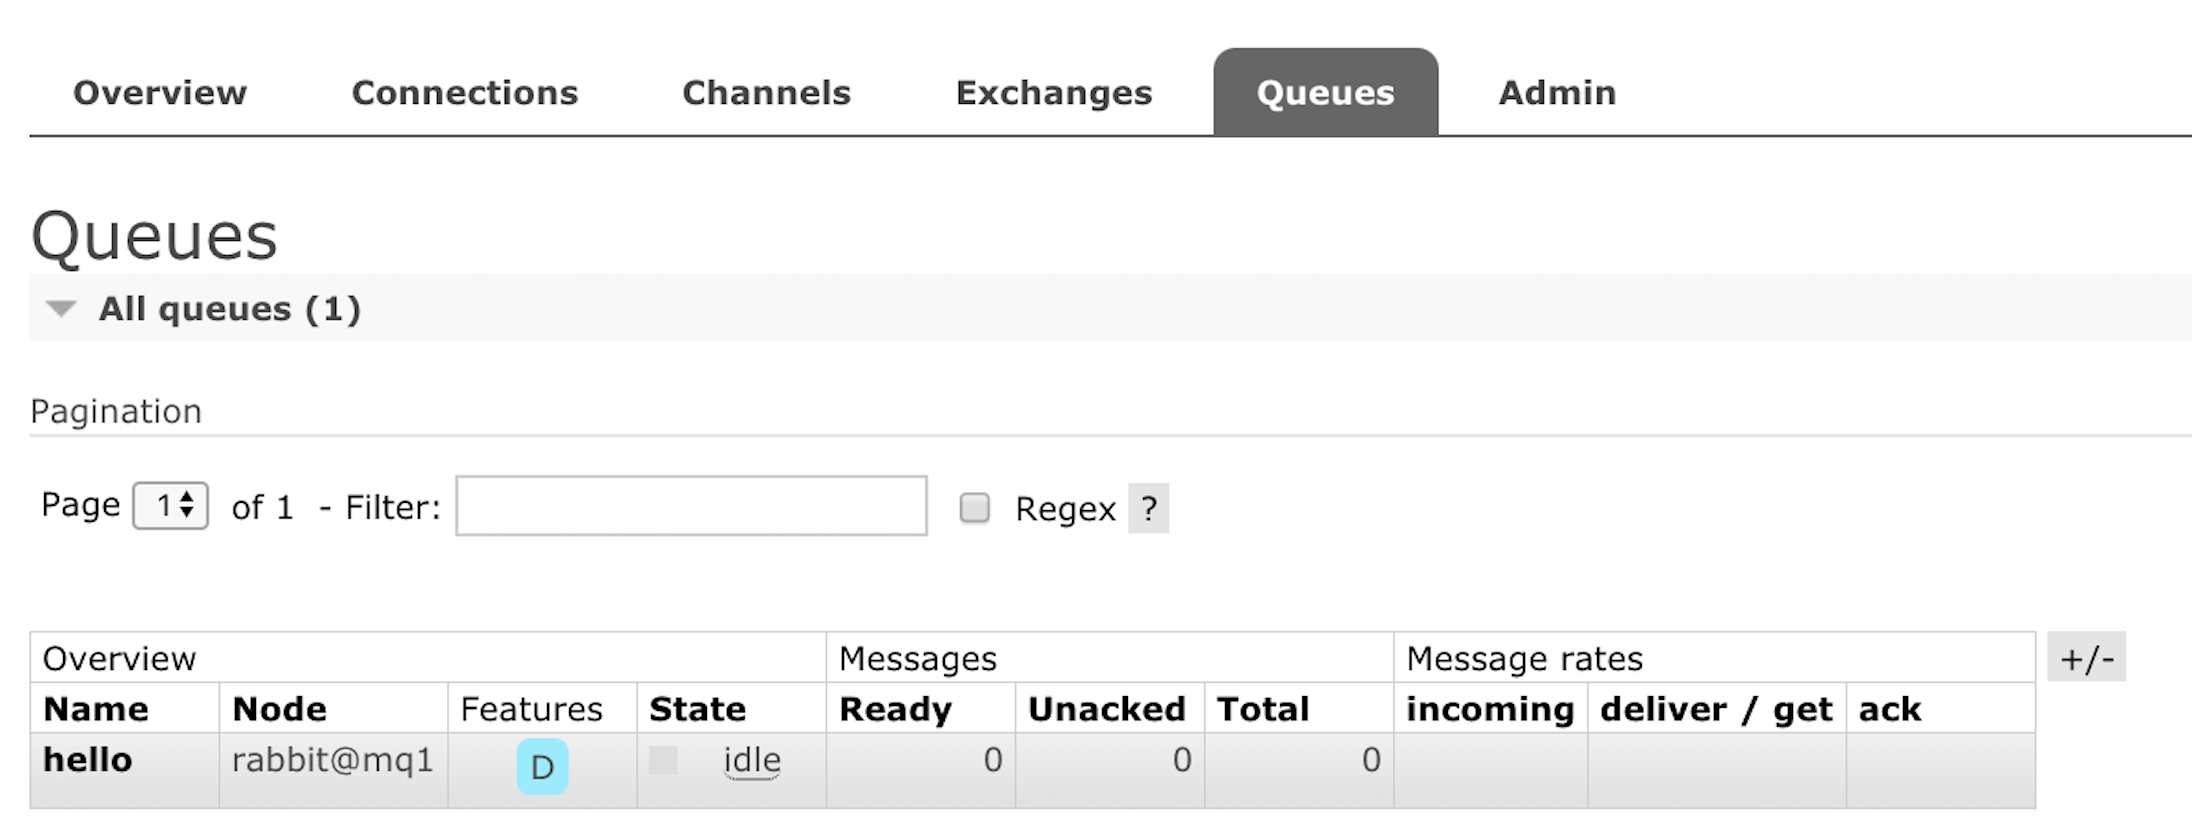 Overview Connections Channels Exchanges Queues Admin
Queues
All queues (1)
Pagination
Page 1 of 1 - Filter: Regex ?
Overview Messages Message rates +/-
Name Node Features State Ready Unacked Total incoming deliver / get ack
hello rabbit@mq1 D idle 0 0 0